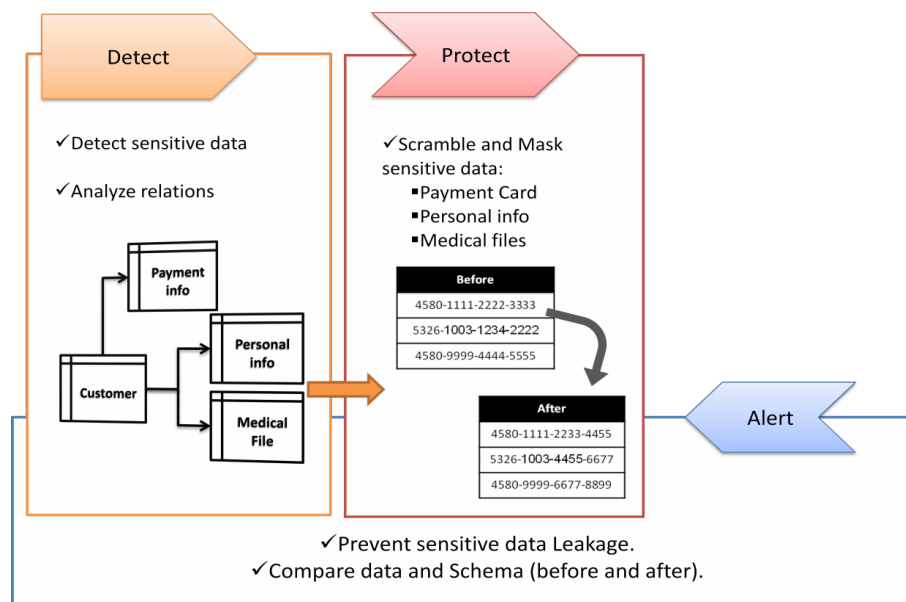 Detect
✓Detect sensitive data
✓Analyze relations
Payment
info
Personal
info
Customer
Medical
File
Protect
✓Scramble and Mask
sensitive data:
▪Payment Card
▪Personal info
▪Medical files
Before
4580-1111-2222-3333
5326-1003-1234-2222
4580-9999-4444-5555
After
4580-1111-2233-4455
5326-1003-4455-6677
4580-9999-6677-8899
Alert
✓Prevent sensitive data Leakage.
✓Compare data and Schema (before and after).